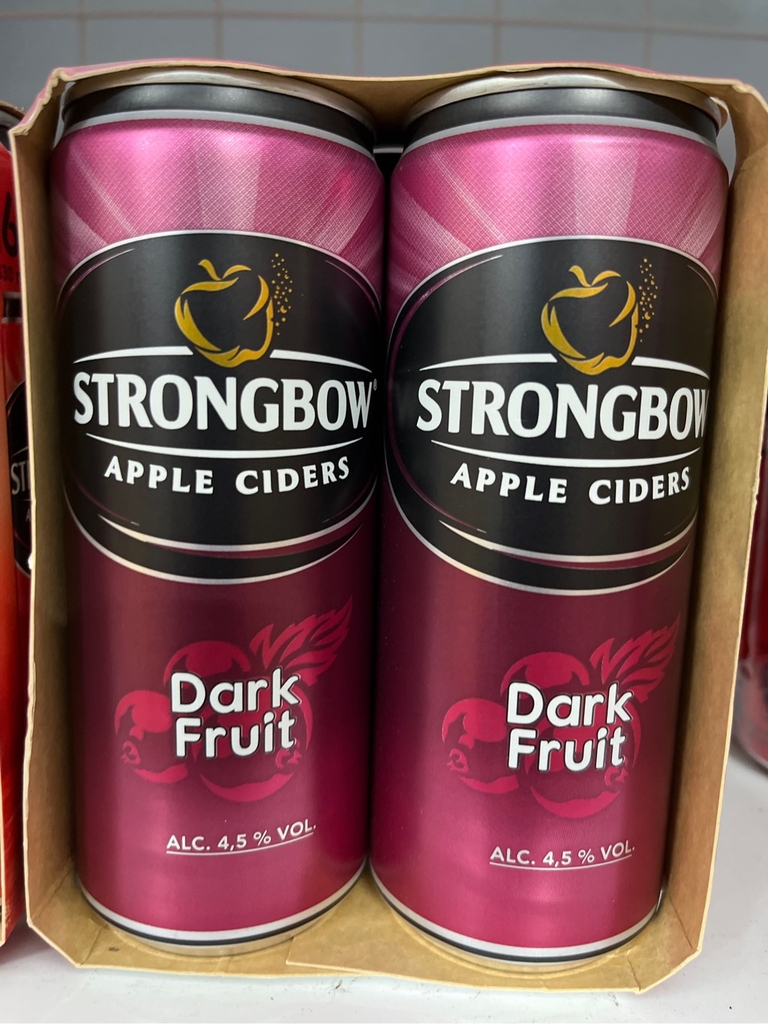 STRONGBOW
APPLE CIDERS
Dark
Fruit
ALC. 4,5 % VOL.
STRONGBOW
APPLE CIDERS
Dark
Fruit
ALC. 4,5 % VOL.